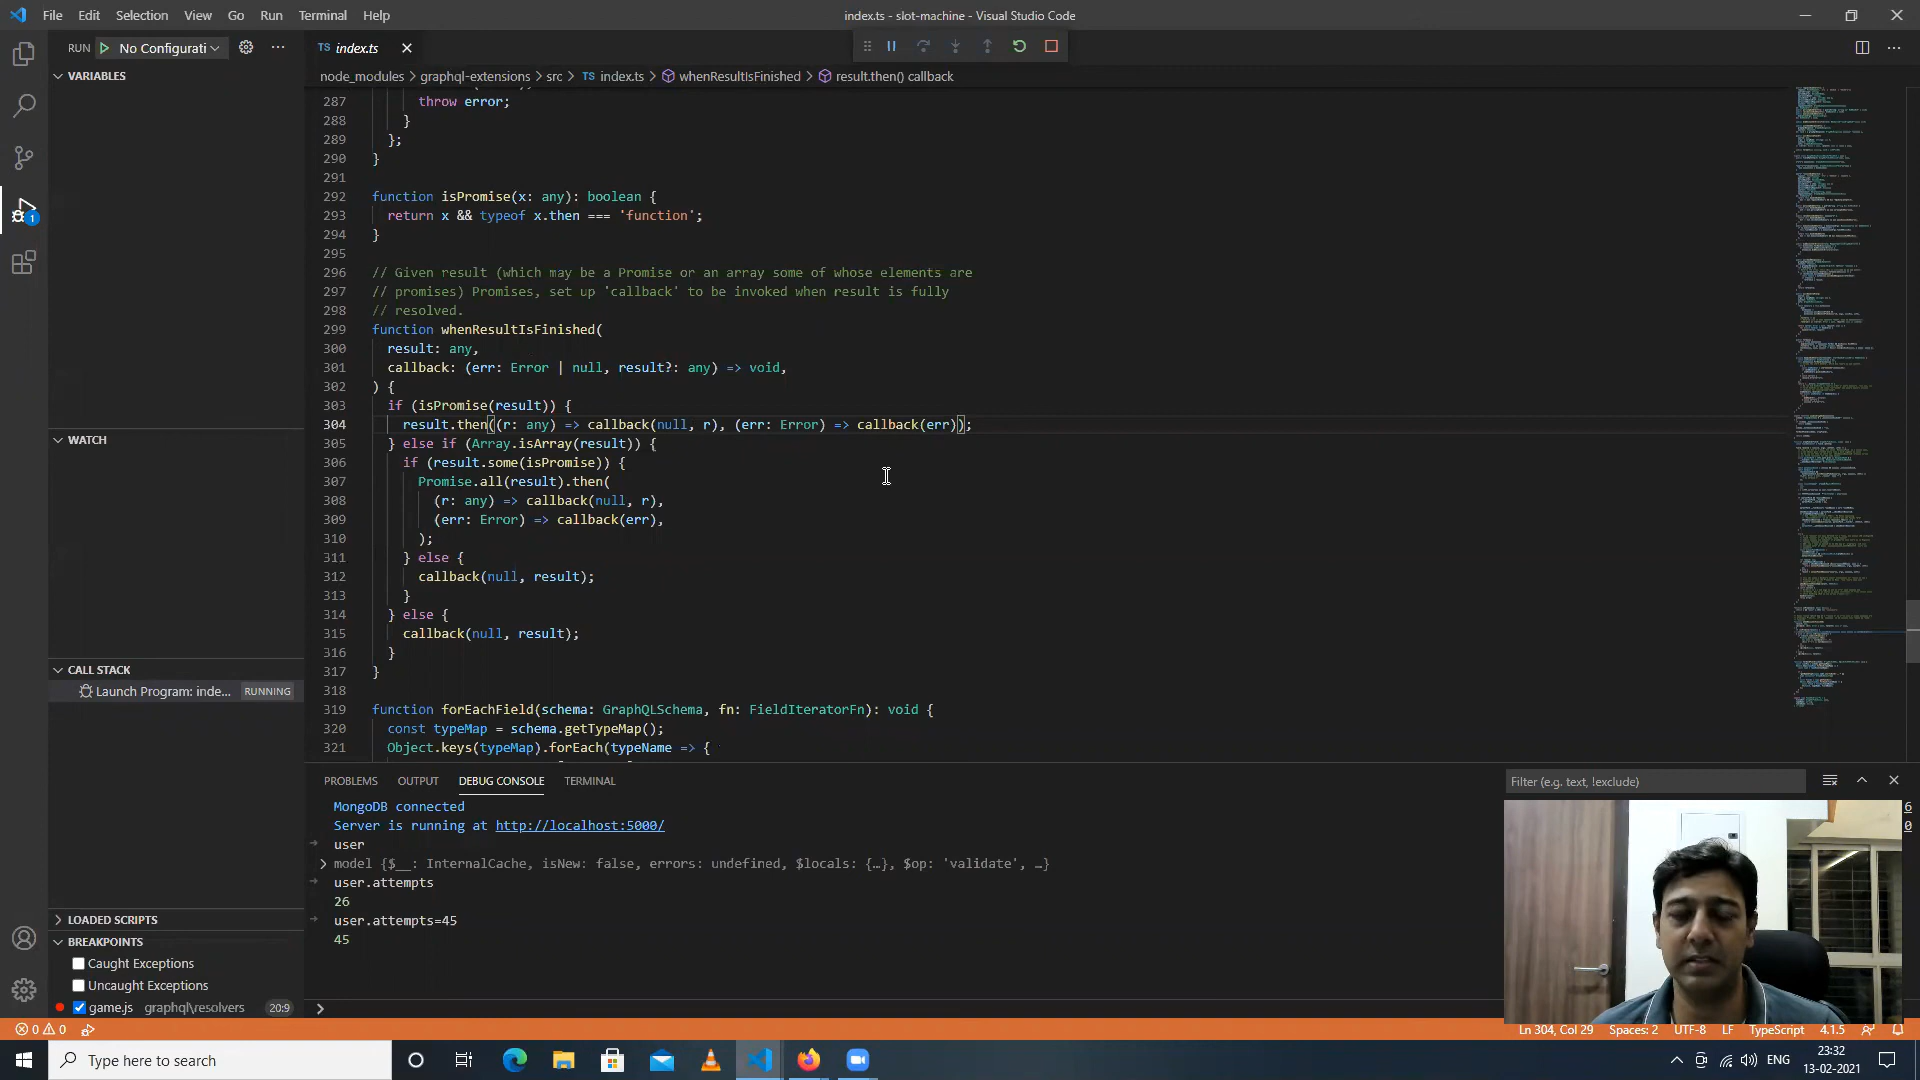 File Edit Selection View Go Run Terminal Help
index.ts - slot-machine - Visual Studio Code
RUN No Configurati
TS index.ts
node_modules > graphql-extensions > src > TS index.ts > whenResultIsFinished > result.then() callback
VARIABLES
WATCH
CALL STACK
Launch Program: inde... RUNNING
LOADED SCRIPTS
BREAKPOINTS
Caught Exceptions
Uncaught Exceptions
game.js graphql\resolvers 20:9
1
287 throw error;
288 }
289 };
290 }
291
292 function isPromise(x: any): boolean {
293 return x && typeof x.then === 'function';
294 }
295
296 // Given result (which may be a Promise or an array some of whose elements are
297 // promises) Promises, set up 'callback' to be invoked when result is fully
298 // resolved.
299 function whenResultIsFinished(
300 result: any,
301 callback: (err: Error | null, result?: any) => void,
302 ) {
303 if (isPromise(result)) {
304 result.then((r: any) => callback(null, r), (err: Error) => callback(err));
305 } else if (Array.isArray(result)) {
306 if (result.some(isPromise)) {
307 Promise.all(result).then(
308 (r: any) => callback(null, r),
309 (err: Error) => callback(err),
310 );
311 } else {
312 callback(null, result);
313 }
314 } else {
315 callback(null, result);
316 }
317 }
318
319 function forEachField(schema: GraphQLSchema, fn: FieldIteratorFn): void {
320 const typeMap = schema.getTypeMap();
321 Object.keys(typeMap).forEach(typeName => {
PROBLEMS OUTPUT DEBUG CONSOLE TERMINAL
Filter (e.g. text, !exclude)
MongoDB connected
Server is running at http://localhost:5000/
user
model {$__: InternalCache, isNew: false, errors: undefined, $locals: {…}, $op: 'validate', …}
user.attempts
26
user.attempts=45
45
6
0
0 0
Ln 304, Col 29 Spaces: 2 UTF-8 LF TypeScript 4.1.5
Type here to search
ENG
23:32
13-02-2021